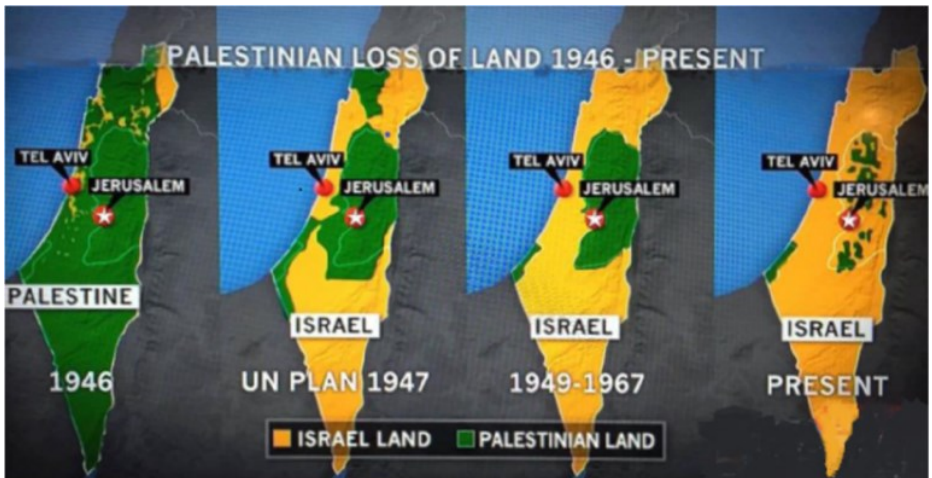 PALESTINIAN LOSS OF LAND 1946 - PRESENT
TEL AVIV
JERUSALEM
PALESTINE
1946
TEL AVIV
JERUSALEM
ISRAEL
UN PLAN 1947
TEL AVIV
JERUSALEM
ISRAEL
1949-1967
TEL AVIV
JERUSALEM
ISRAEL
PRESENT
ISRAEL LAND
PALESTINIAN LAND